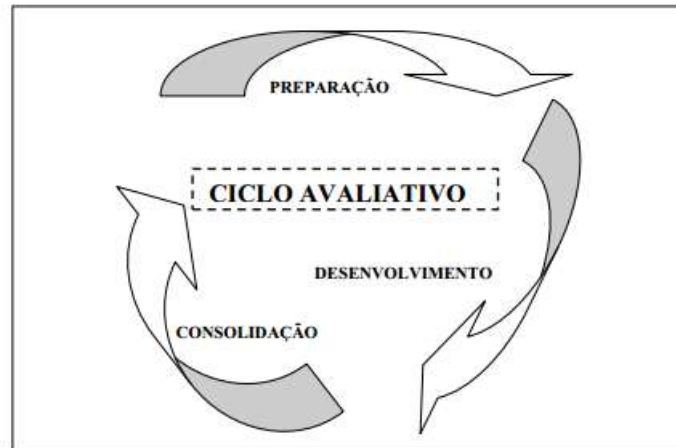 PREPARAÇÃO
CICLO AVALIATIVO
DESENVOLVIMENTO
CONSOLIDAÇÃO